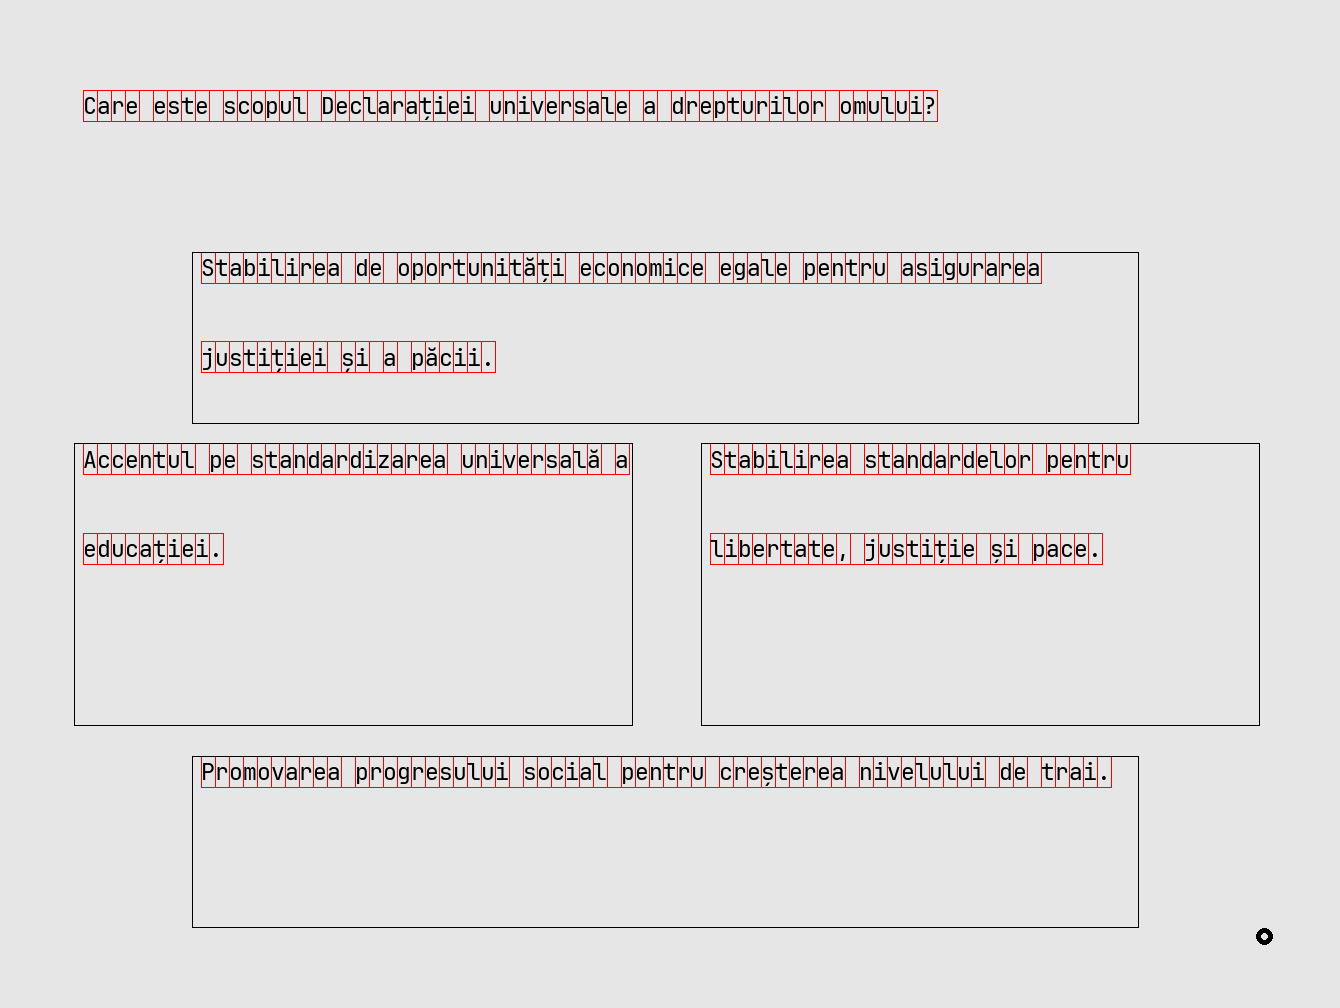 Care este scopul Declarației universale a drepturilor omului?
Stabilirea de oportunități economice egale pentru asigurarea
justiției și a păcii.
Accentul pe standardizarea universală a
educației.
Stabilirea standardelor pentru
libertate, justiție și pace.
Promovarea progresului social pentru creșterea nivelului de trai.